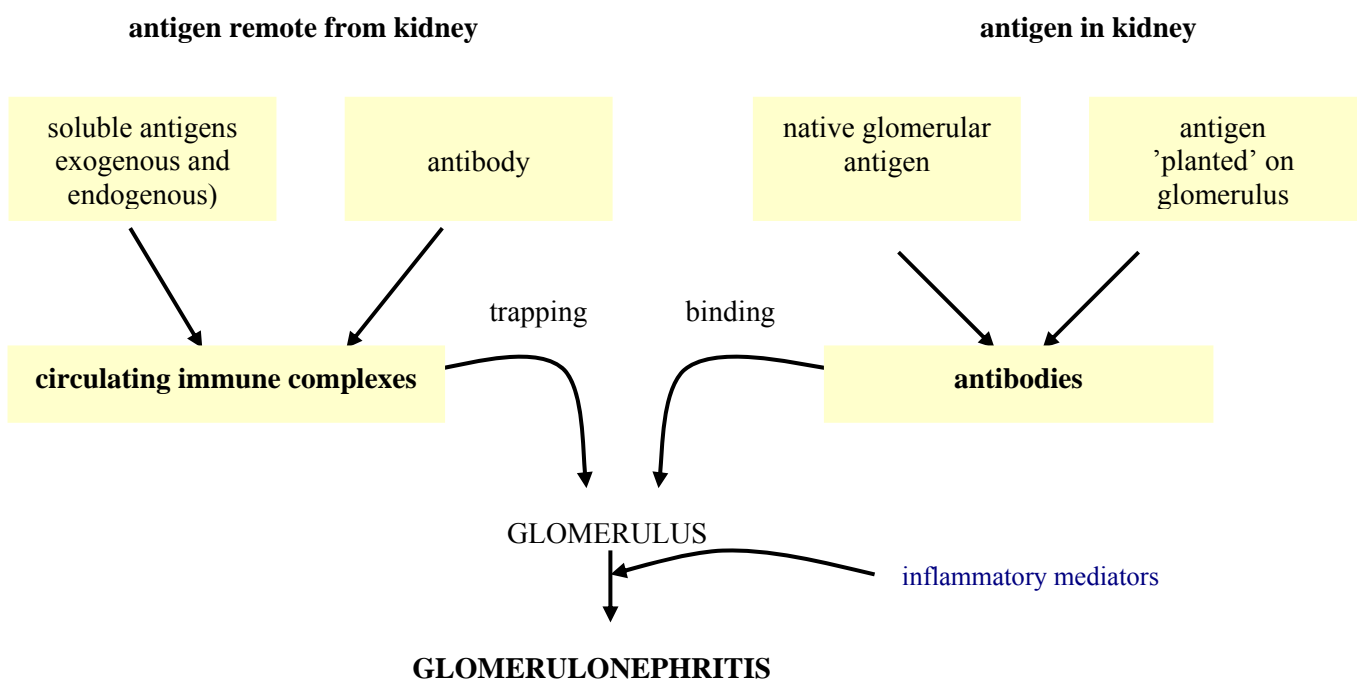 antigen remote from kidney
antigen in kidney
soluble antigens
exogenous and
endogenous)
antibody
native glomerular
antigen
antigen
’planted’ on
glomerulus
trapping
binding
circulating immune complexes
antibodies
GLOMERULUS
inflammatory mediators
GLOMERULONEPHRITIS